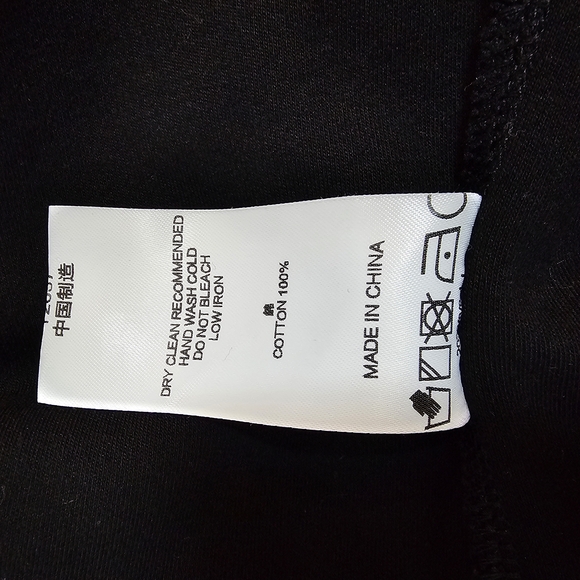 中国制造
DRY CLEAN RECOMMENDED
HAND WASH COLD
DO NOT BLEACH
LOW IRON
COTTON 100%
MADE IN CHINA